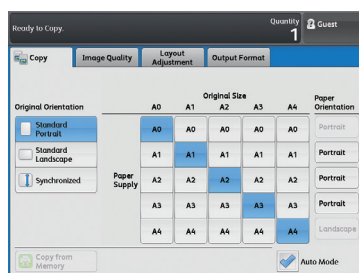 Ready to Copy.
Quantity
1
Guest
Copy
Image Quality
Layout
Adjustment
Output Format
Original Orientation
Original Size
Paper
Orientation
A0 A1 A2 A3 A4
Standard
Portrait
A0 A0 A0 A0 A0
Portrait
Standard
Landscape
A1 A1 A1 A1 A1
Portrait
Synchronized
Paper
Supply
A2 A2 A2 A2 A2
Portrait
A3 A3 A3 A3 A3
Portrait
A4 A4 A4 A4 A4
Landscape
Copy from
Memory
Auto Mode